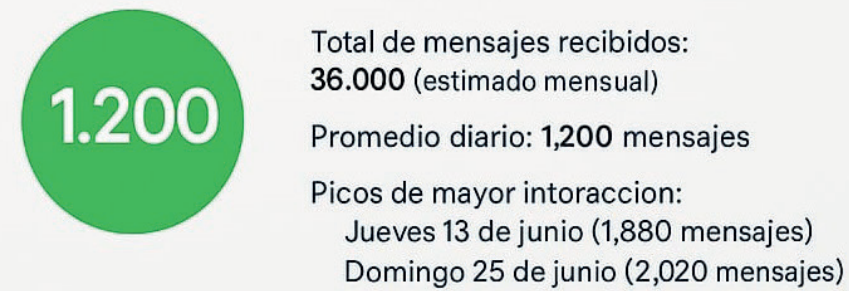 1.200
Total de mensajes recibidos:
36.000 (estimado mensual)
Promedio diario: 1,200 mensajes
Picos de mayor intoraccion:
Jueves 13 de junio (1,880 mensajes)
Domingo 25 de junio (2,020 mensajes)